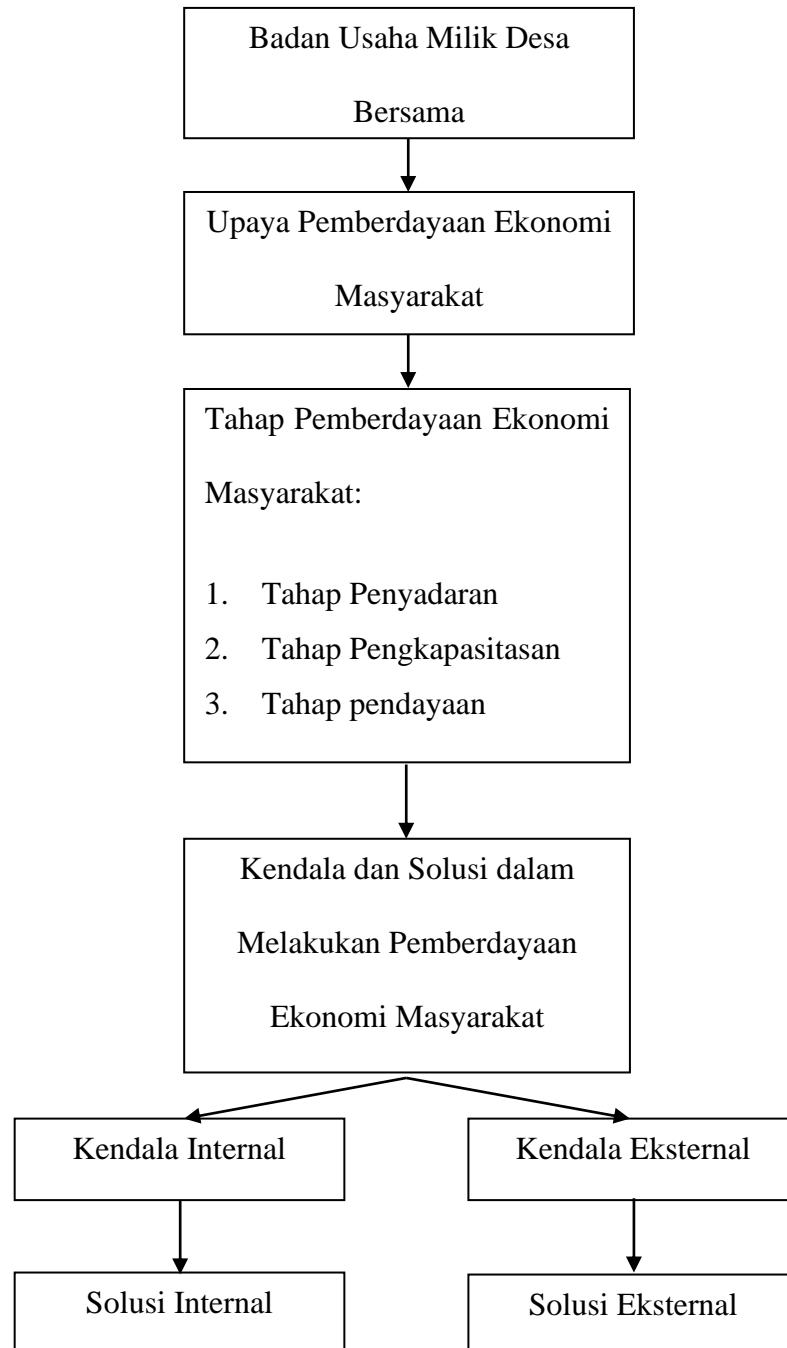 Badan Usaha Milik Desa
Bersama
Upaya Pemberdayaan Ekonomi
Masyarakat
Tahap Pemberdayaan Ekonomi
Masyarakat:
1. Tahap Penyadaran
2. Tahap Pengkapasitasan
3. Tahap pendayaan
Kendala dan Solusi dalam
Melakukan Pemberdayaan
Ekonomi Masyarakat
Kendala Internal
Kendala Eksternal
Solusi Internal
Solusi Eksternal